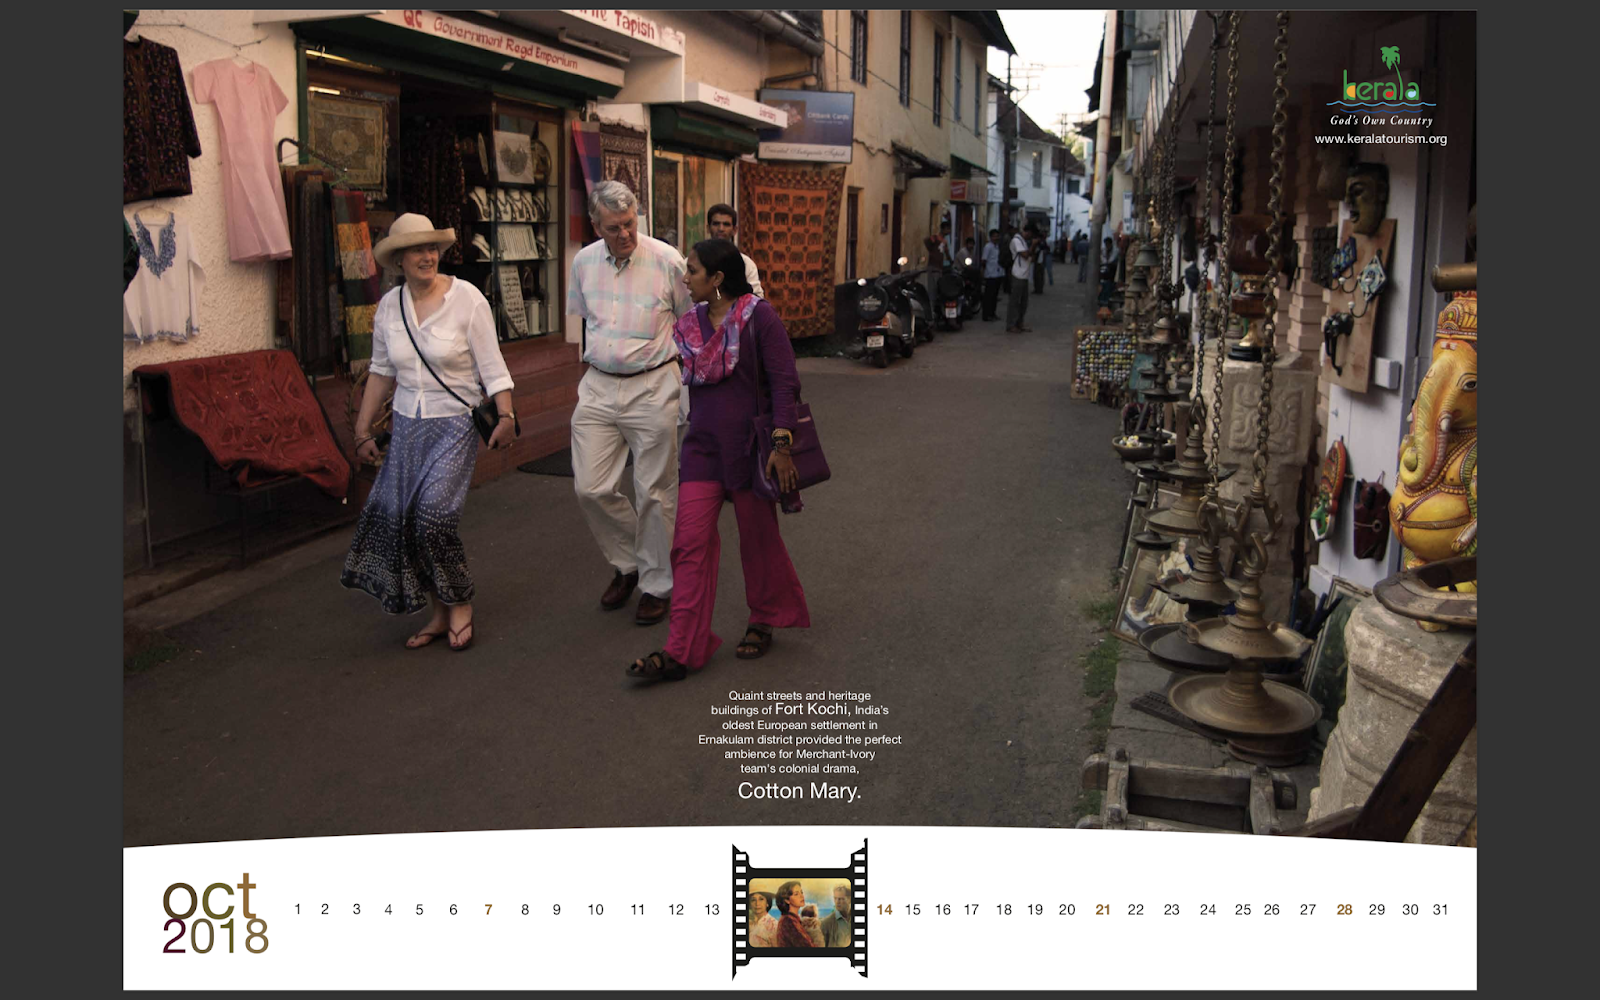 QC
Government Regd Emporium
Tapish
Citibank Cards
kerala
God's Own Country
www.keralatourism.org
Quaint streets and heritage
buildings of Fort Kochi, India's
oldest European settlement in
Ernakulam district provided the perfect
ambience for Merchant-Ivory
team's colonial drama,
Cotton Mary.
oct
2018
1 2 3 4 5 6 7 8 9 10 11 12 13 14 15 16 17 18 19 20 21 22 23 24 25 26 27 28 29 30 31